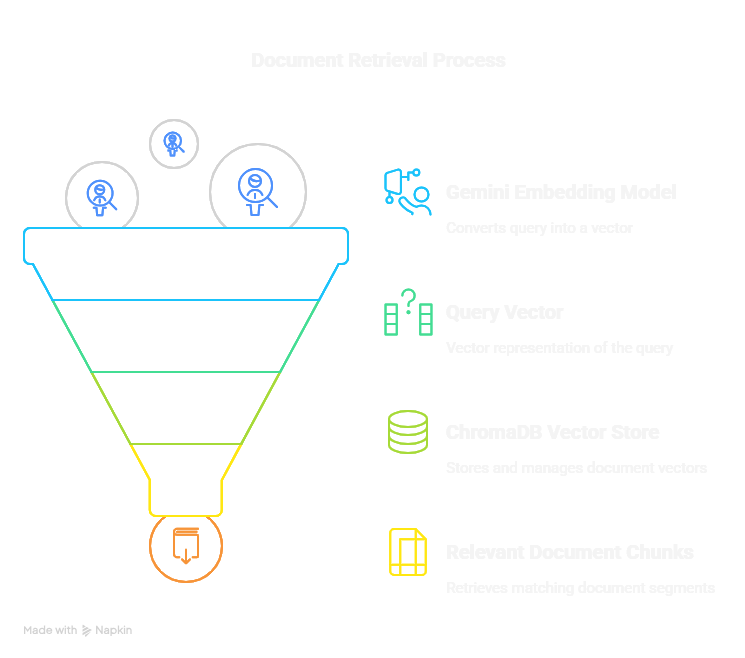 Document Retrieval Process
Gemini Embedding Model
Converts query into a vector
Query Vector
Vector representation of the query
ChromaDB Vector Store
Stores and manages document vectors
Relevant Document Chunks
Retrieves matching document segments
Made with Napkin